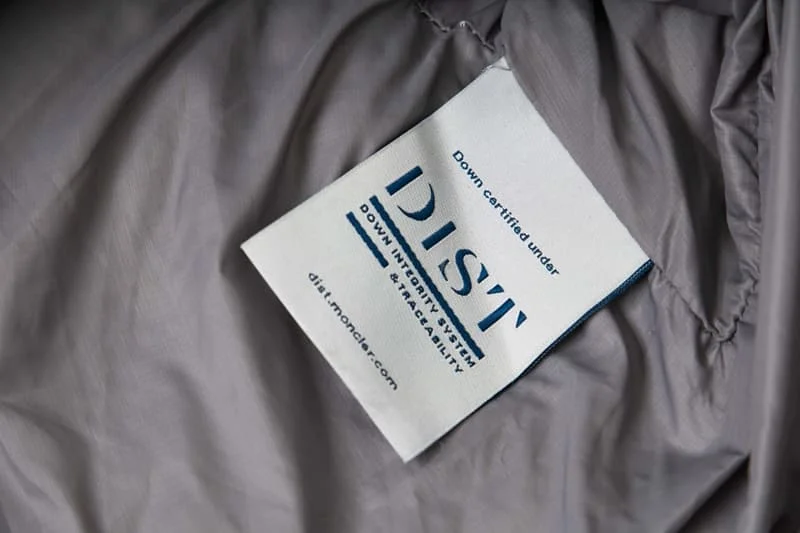 Down certified under
DIST
DOWN INTEGRITY SYSTEM
& TRACEABILITY
dist.moncler.com